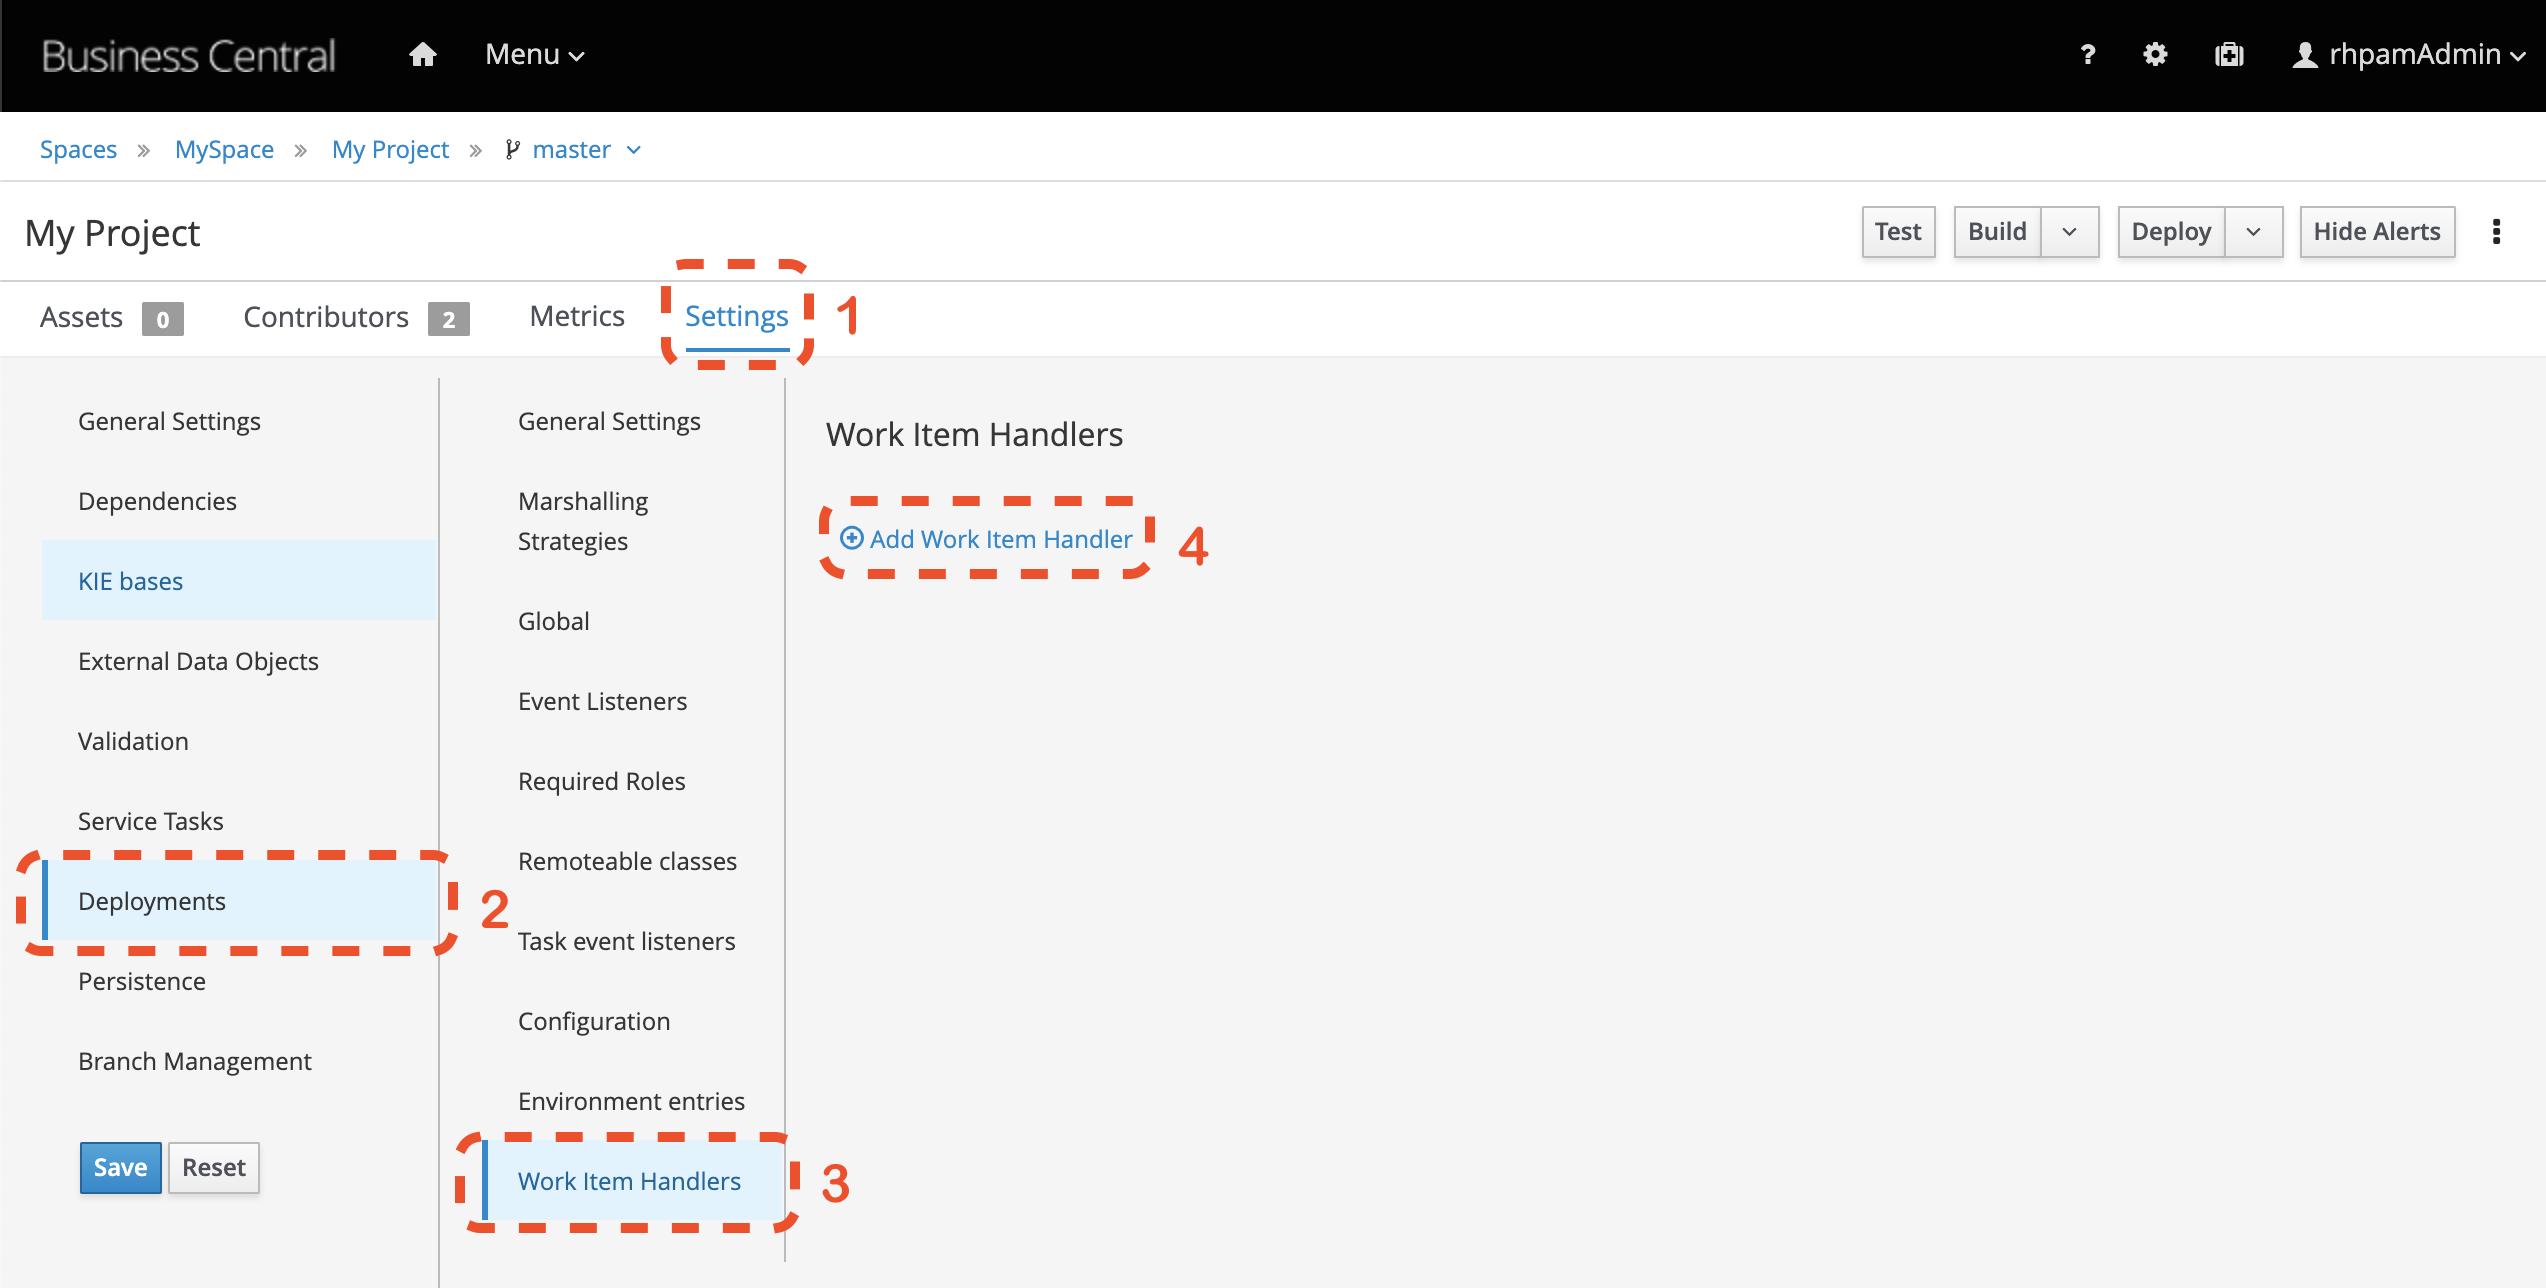 Business Central
Menu
?
rhpamAdmin
Spaces » MySpace » My Project » master
My Project
Test
Build
Deploy
Hide Alerts
Assets 0
Contributors 2
Metrics
Settings
1
General Settings
Dependencies
KIE bases
External Data Objects
Validation
Service Tasks
Deployments
2
Persistence
Branch Management
Save
Reset
General Settings
Marshalling
Strategies
Global
Event Listeners
Required Roles
Remoteable classes
Task event listeners
Configuration
Environment entries
Work Item Handlers
3
Work Item Handlers
Add Work Item Handler
4